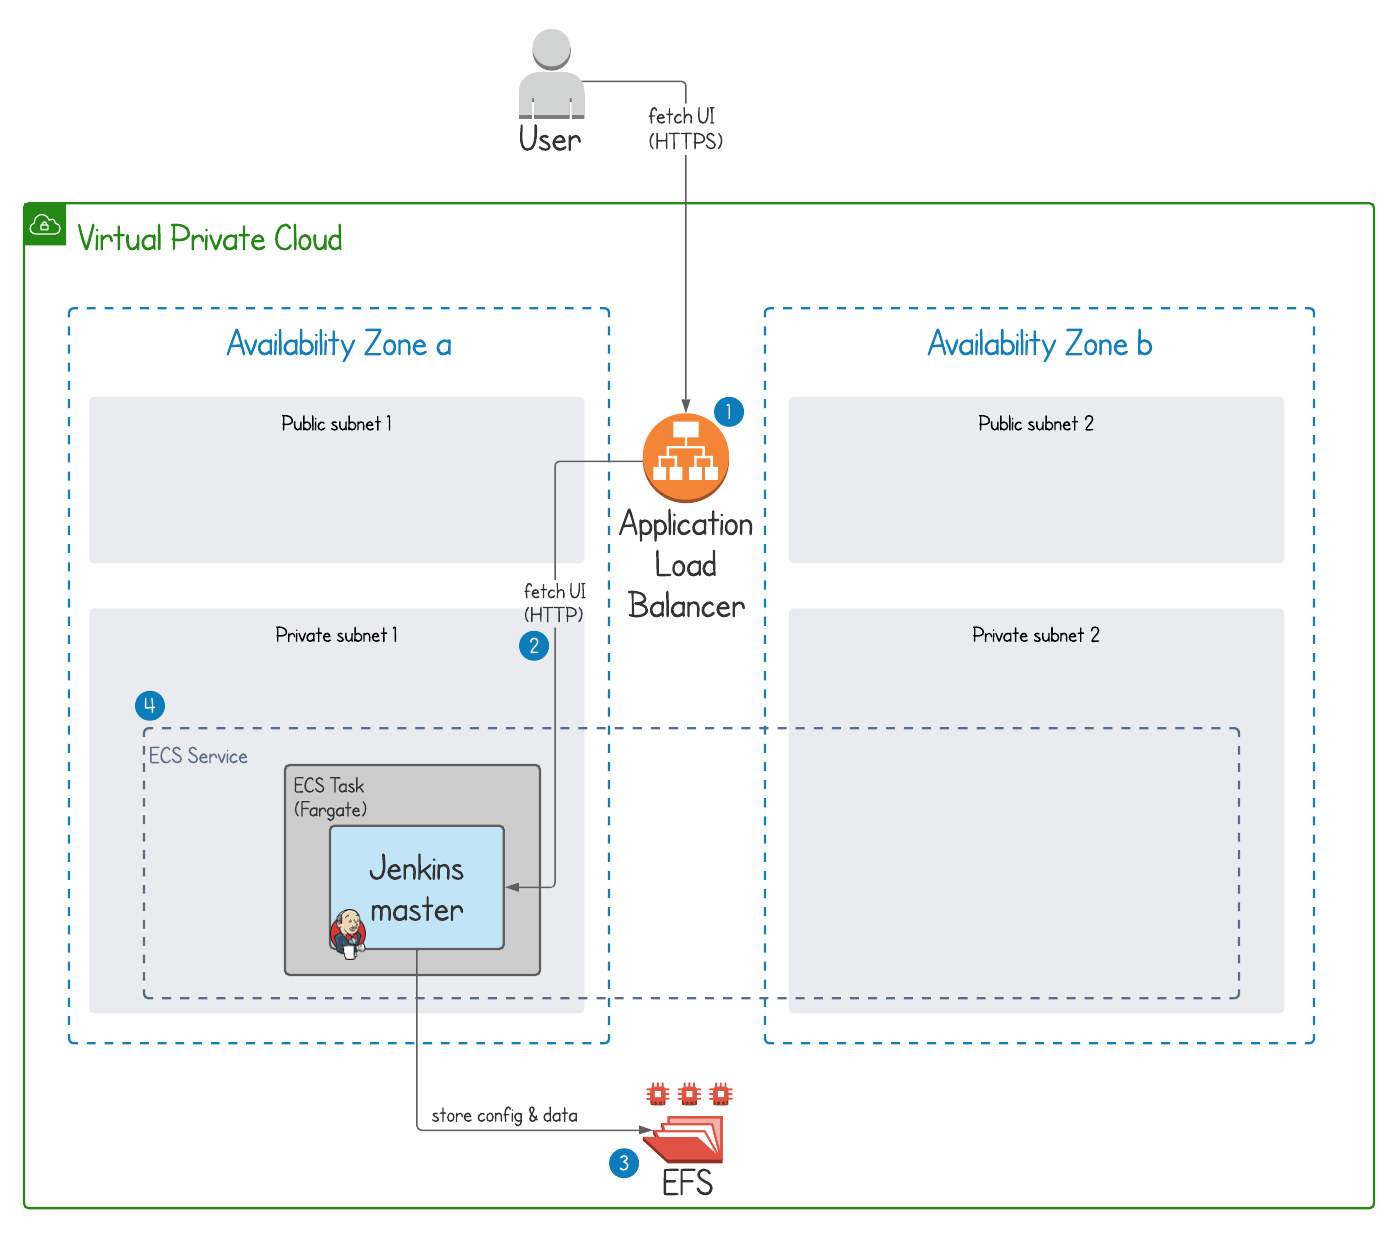 User
fetch UI
(HTTPS)
Virtual Private Cloud
Availability Zone a
Availability Zone b
Public subnet 1
1
Public subnet 2
Application
Load
Balancer
fetch UI
(HTTP)
2
Private subnet 1
Private subnet 2
4
ECS Service
ECS Task
(Fargate)
Jenkins
master
store config & data
3
EFS